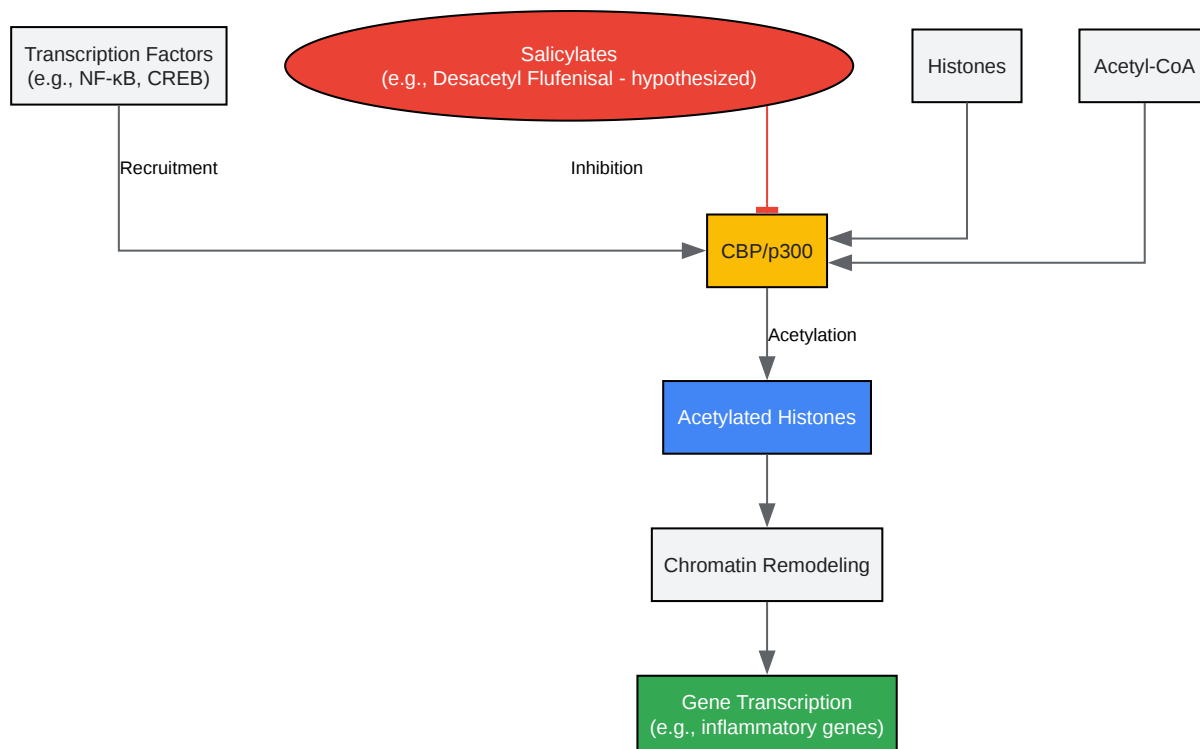 Transcription Factors
(e.g., NF-κB, CREB)
Salicylates
(e.g., Desacetyl Flufenisal - hypothesized)
Histones
Acetyl-CoA
Recruitment
Inhibition
CBP/p300
Acetylation
Acetylated Histones
Chromatin Remodeling
Gene Transcription
(e.g., inflammatory genes)